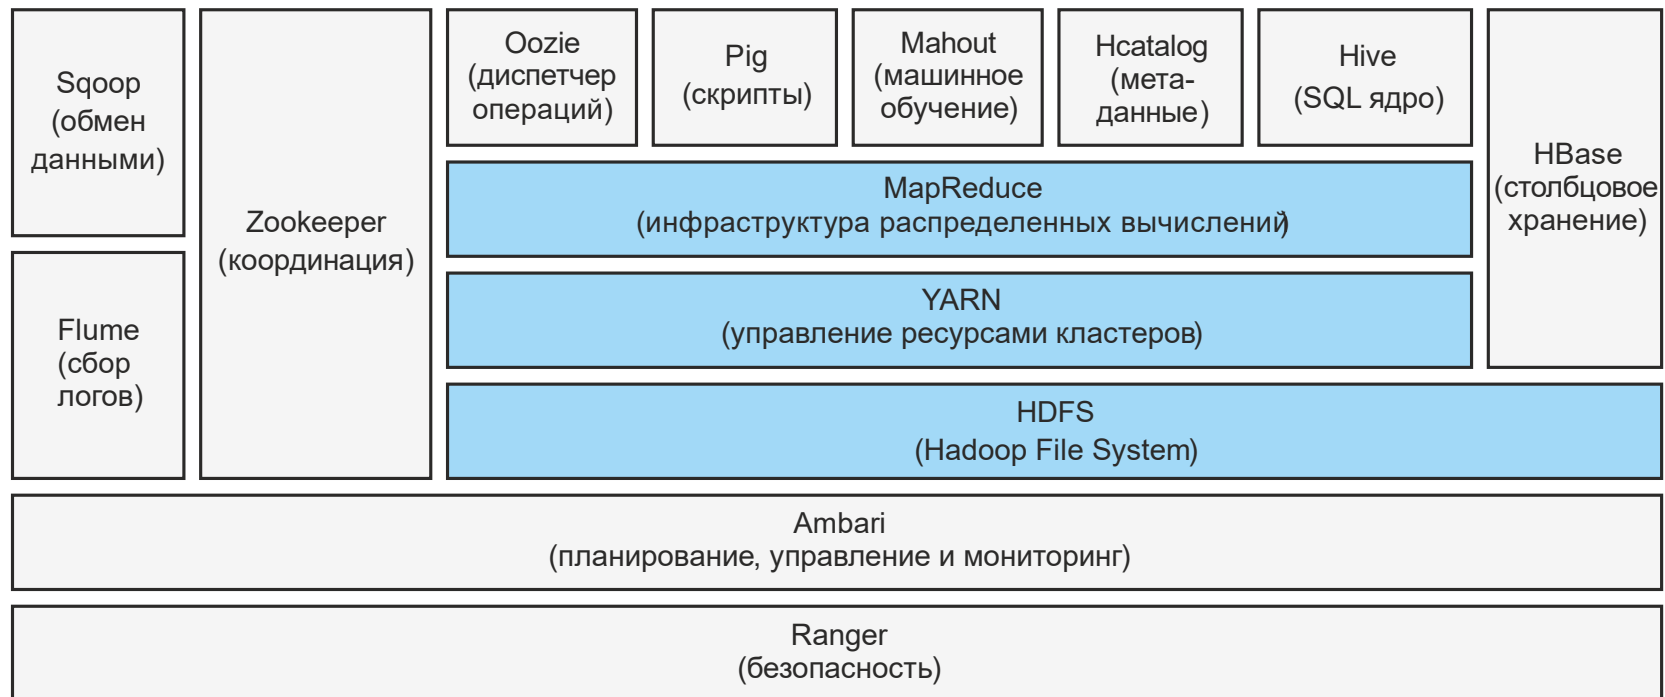 Sqoop
(обмен
данными)
Flume
(сбор
логов)
Zookeeper
(координация)
Oozie
(диспетчер
операций)
Pig
(скрипты)
Mahout
(машинное
обучение)
Hcatalog
(мета-
данные)
Hive
(SQL ядро)
MapReduce
(инфраструктура распределенных вычислений)
YARN
(управление ресурсами кластеров)
HBase
(столбцовое
хранение)
HDFS
(Hadoop File System)
Ambari
(планирование, управление и мониторинг)
Ranger
(безопасность)